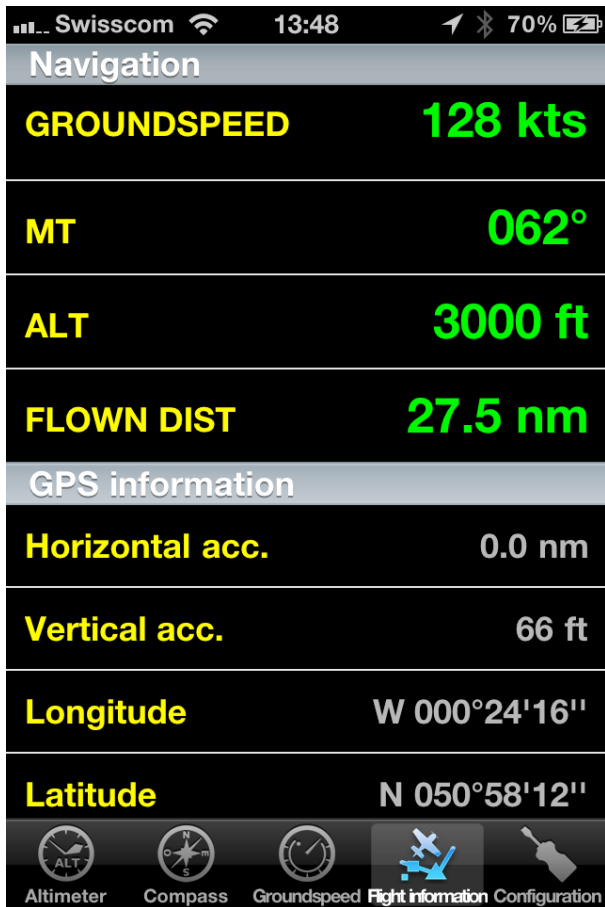 Swisscom 13:48 70%
Navigation
GROUNDSPEED 128 kts
MT 062°
ALT 3000 ft
FLOWN DIST 27.5 nm
GPS information
Horizontal acc. 0.0 nm
Vertical acc. 66 ft
Longitude W 000°24'16''
Latitude N 050°58'12''
N
S
ALT
Altimeter Compass Groundspeed Flight information Configuration